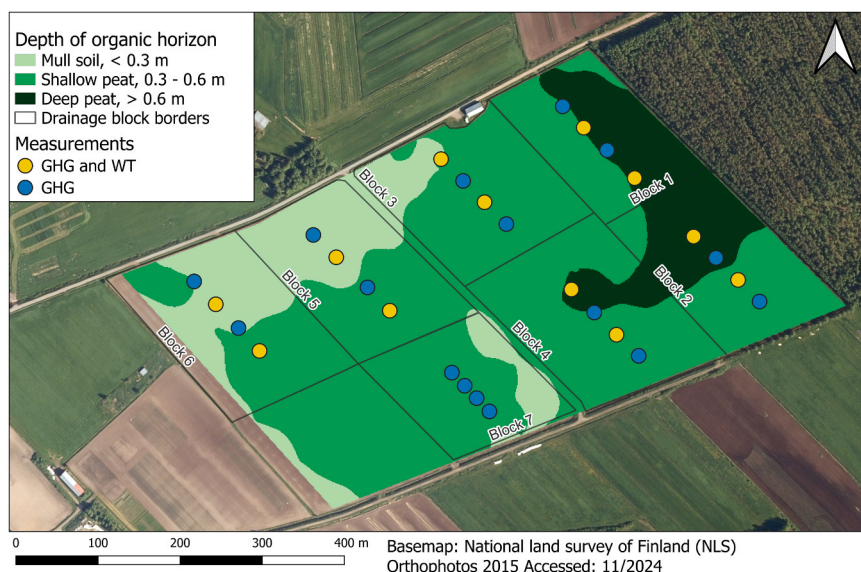 Depth of organic horizon
Mull soil, < 0.3 m
Shallow peat, 0.3 - 0.6 m
Deep peat, > 0.6 m
Drainage block borders
Measurements
GHG and WT
GHG
Block 3
Block 1
Block 5
Block 2
Block 6
Block 4
Block 7
0 100 200 300 400 m
Basemap: National land survey of Finland (NLS)
Orthophotos 2015 Accessed: 11/2024